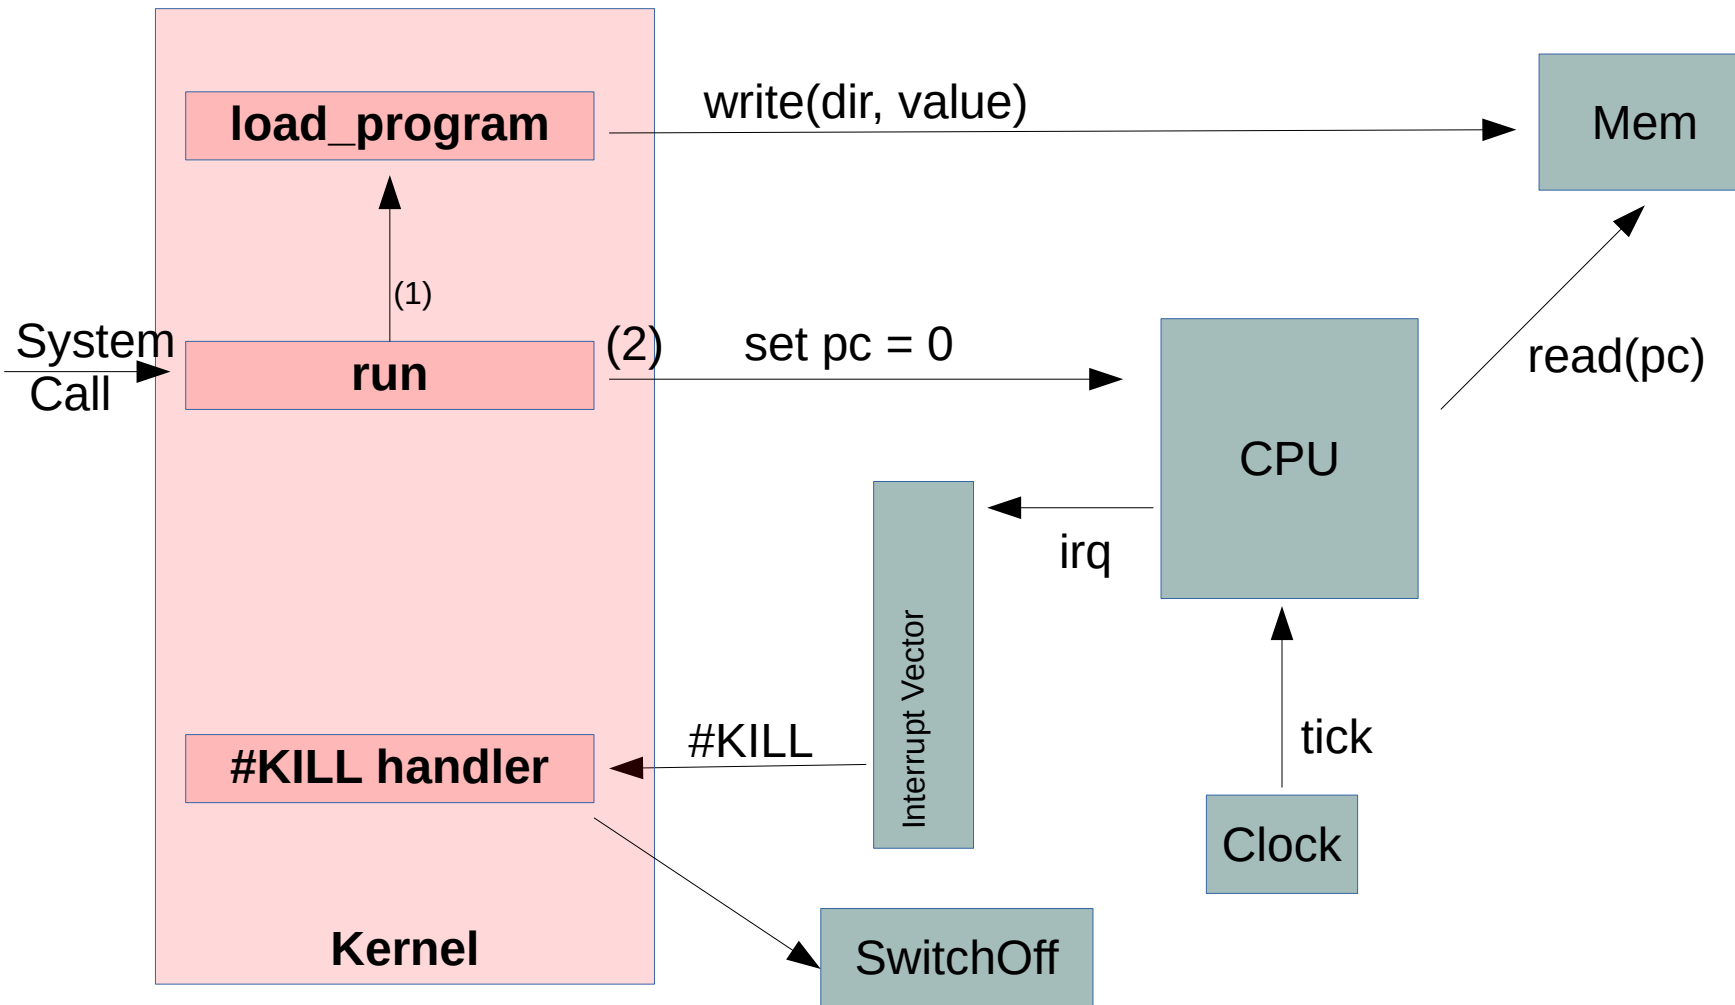 load_program
write(dir, value)
Mem
(1)
System
Call
run
(2)
set pc = 0
read(pc)
CPU
irq
Interrupt Vector
#KILL handler
#KILL
tick
Clock
Kernel
SwitchOff